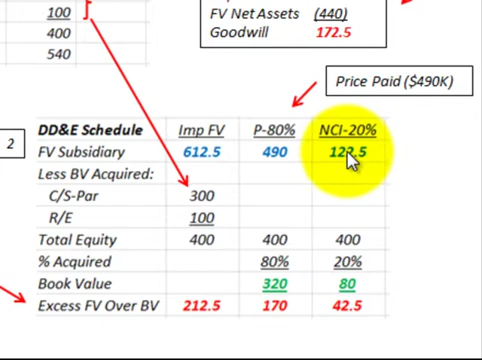 100
400
540
FV Net Assets (440)
Goodwill 172.5
Price Paid ($490K)
2
DD&E Schedule Imp FV P-80% NCI-20%
FV Subsidiary 612.5 490 122.5
Less BV Acquired:
C/S-Par 300
R/E 100
Total Equity 400 400 400
% Acquired 80% 20%
Book Value 320 80
Excess FV Over BV 212.5 170 42.5